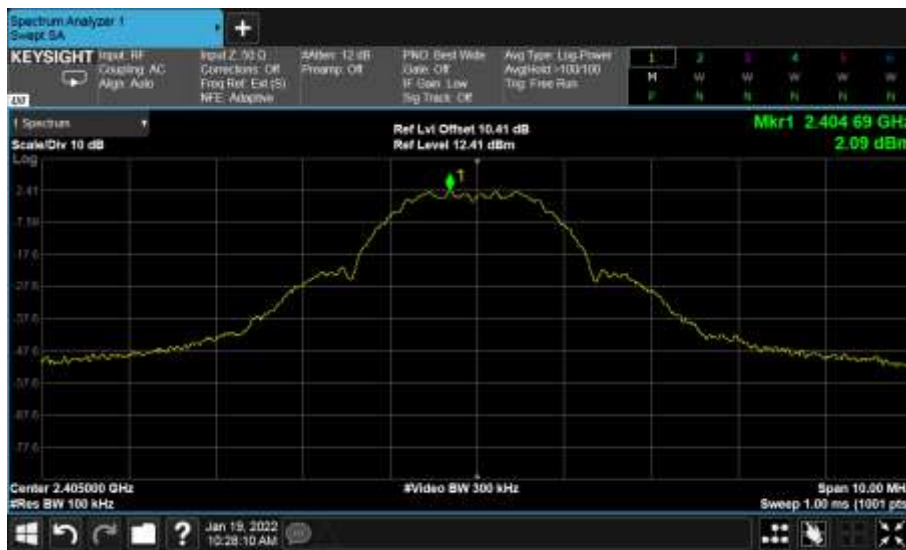 Spectrum Analyzer 1
Swept SA
+
KEYSIGHT Input: RF Input Z: 50 Ω #Atten: 12 dB PNO: Best Wide Avg Type: Log-Power 1 2 3 4 5 6
Coupling: AC Corrections: Off Preamp: Off Gate: Off Avg|Hold: >100/100 M W W W W W
Align: Auto Freq Ref: Ext (S) IF Gain: Low Trig: Free Run P N N N N N
NFE: Adaptive Sig Track: Off
1 Spectrum
Ref Lvl Offset 10.41 dB Mkr1 2.404 69 GHz
Scale/Div 10 dB Ref Level 12.41 dBm 2.09 dBm
Log
1
2.41
-7.59
-17.6
-27.6
-37.6
-47.6
-57.6
-67.6
-77.6
Center 2.405000 GHz #Video BW 300 kHz Span 10.00 MH
#Res BW 100 kHz Sweep 1.00 ms (1001 pts
?
Jan 19, 2022
10:28:10 AM